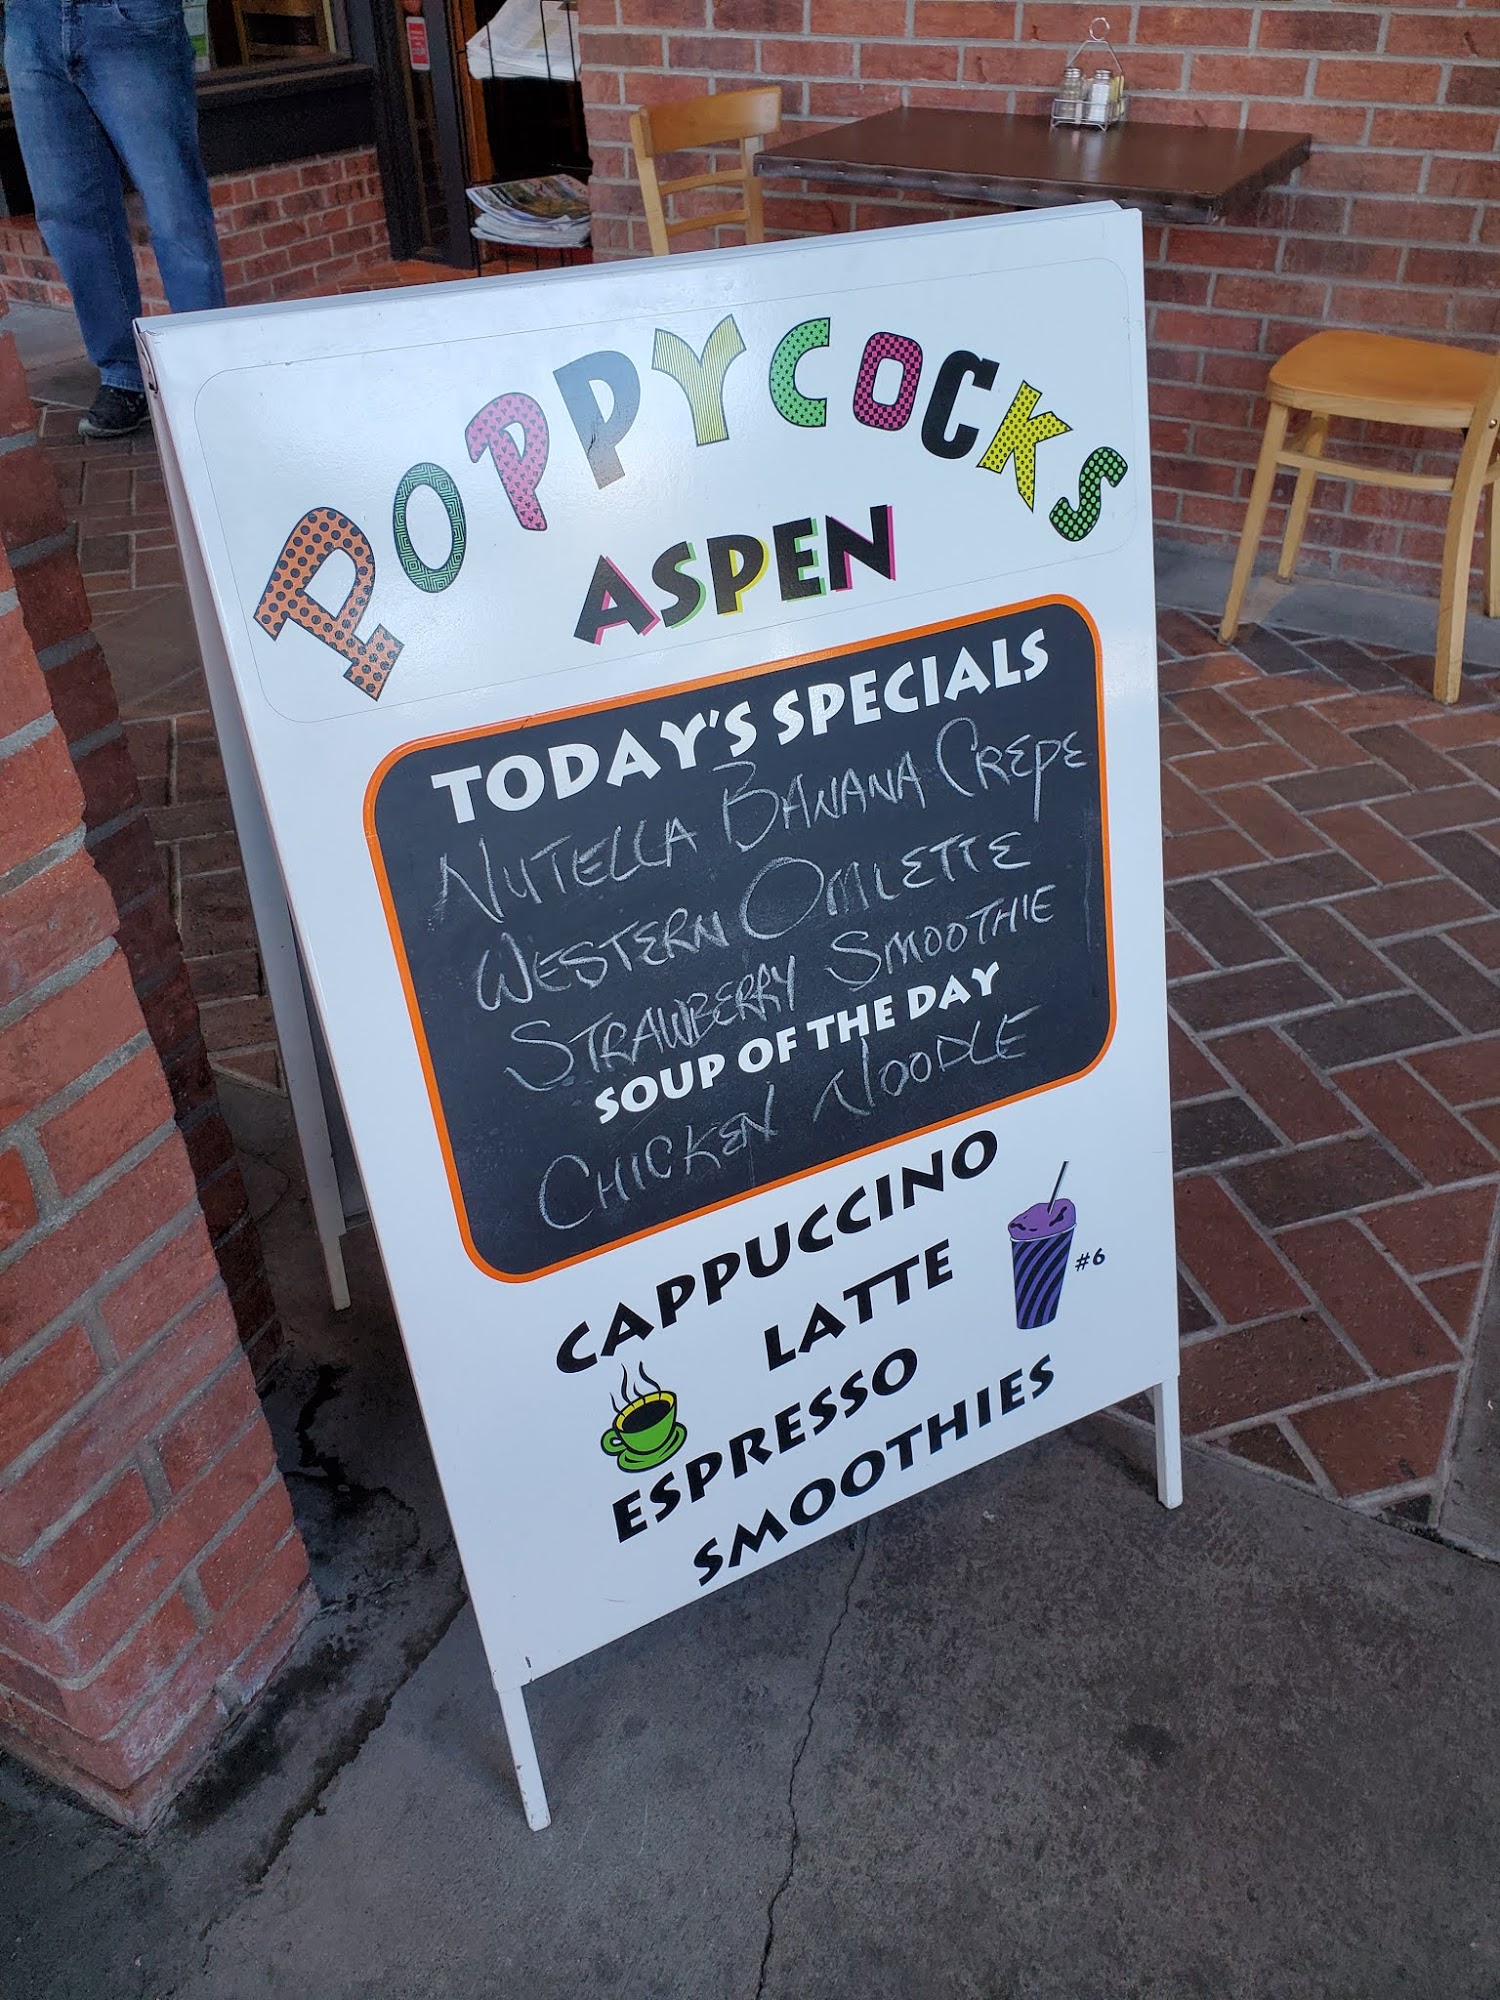 POPPYCOCKS
ASPEN
TODAY'S SPECIALS
NUTELLA BANANA CREPE
WESTERN OMLETTE
STRAWBERRY SMOOTHIE
SOUP OF THE DAY
CHICKEN NOODLE
CAPPUCCINO
LATTE
#6
ESPRESSO
SMOOTHIES